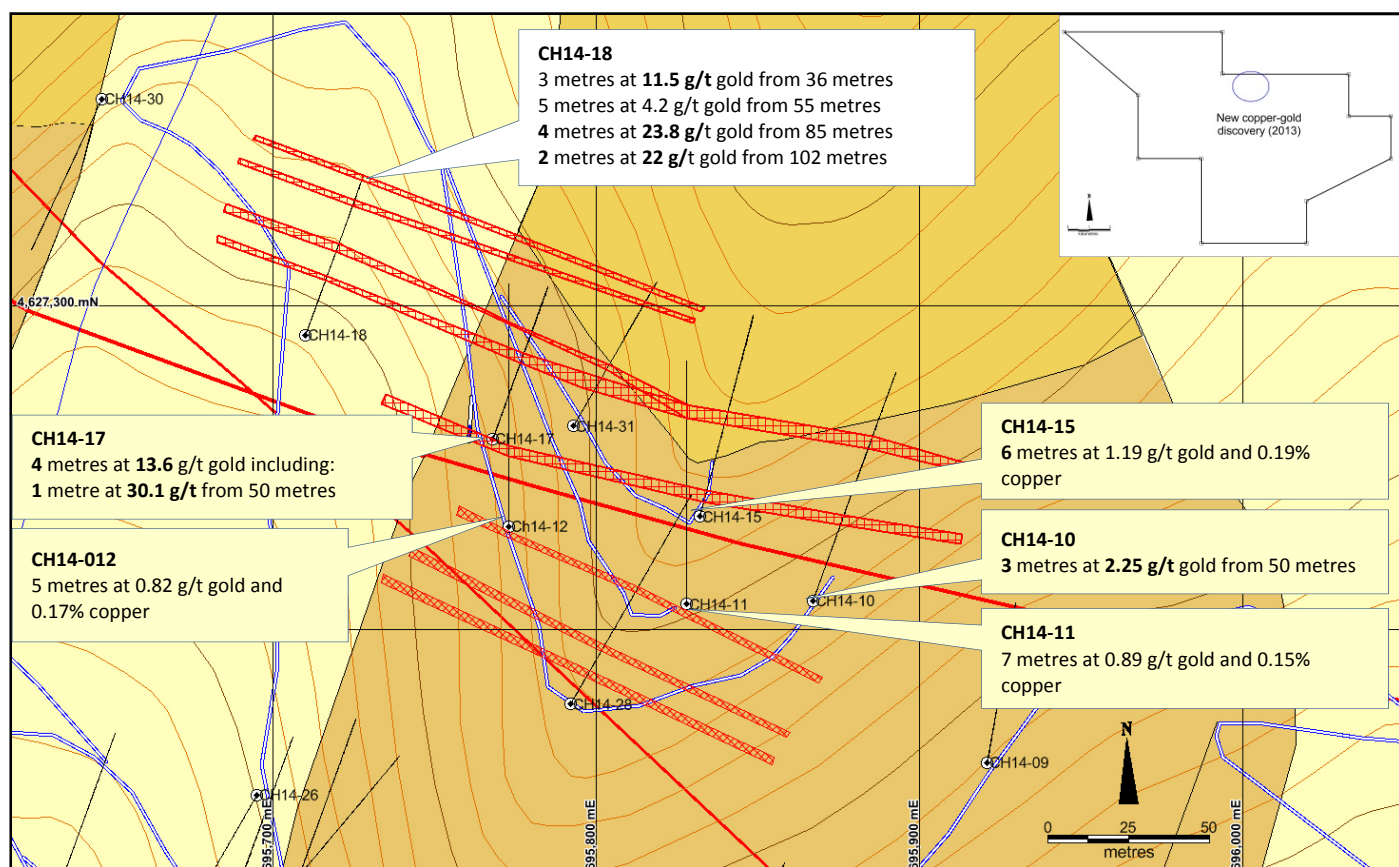 CH14-18
3 metres at 11.5 g/t gold from 36 metres
5 metres at 4.2 g/t gold from 55 metres
4 metres at 23.8 g/t gold from 85 metres
2 metres at 22 g/t gold from 102 metres
New copper-gold
discovery (2013)
N
CH14-30
4,627,300 mN
CH14-18
CH14-17
4 metres at 13.6 g/t gold including:
1 metre at 30.1 g/t from 50 metres
CH14-17
CH14-31
CH14-15
6 metres at 1.19 g/t gold and 0.19%
copper
CH14-15
Ch14-12
CH14-012
5 metres at 0.82 g/t gold and
0.17% copper
CH14-10
3 metres at 2.25 g/t gold from 50 metres
CH14-11
CH14-10
CH14-11
7 metres at 0.89 g/t gold and 0.15%
copper
CH14-28
CH14-09
CH14-26
695,700 mE
695,800 mE
695,900 mE
696,000 mE
N
0 25 50
metres